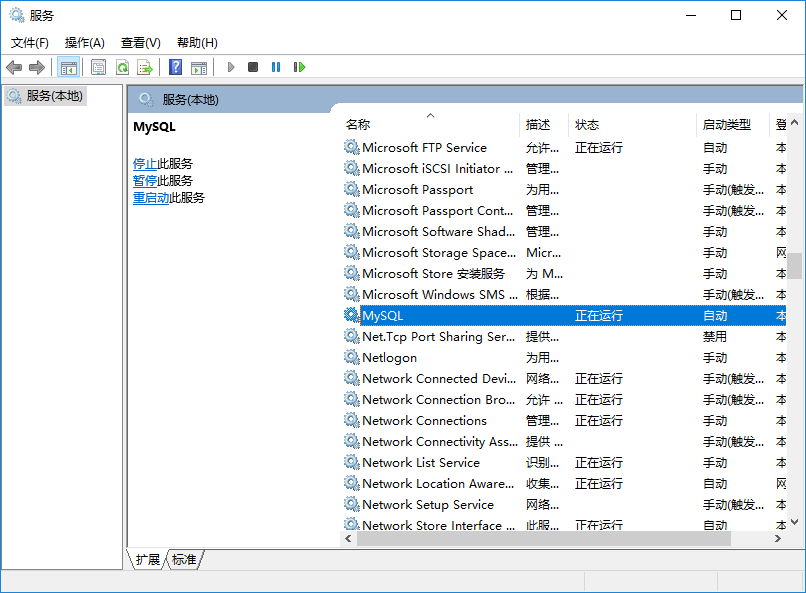 服务
文件(F) 操作(A) 查看(V) 帮助(H)
服务(本地)
服务(本地)
MySQL
停止此服务
暂停此服务
重启动此服务
名称 描述 状态 启动类型 登
Microsoft FTP Service 允许... 正在运行 自动 本
Microsoft iSCSI Initiator ... 管理... 手动 本
Microsoft Passport 为用... 手动(触发... 本
Microsoft Passport Cont... 管理... 手动(触发... 本
Microsoft Software Shad... 管理... 手动 本
Microsoft Storage Space... Micr... 手动 网
Microsoft Store 安装服务 为 M... 手动 本
Microsoft Windows SMS ... 根据... 手动(触发... 本
MySQL 正在运行 自动 本
Net.Tcp Port Sharing Ser... 提供... 禁用 本
Netlogon 为用... 手动 本
Network Connected Devi... 网络... 正在运行 手动(触发... 本
Network Connection Bro... 允许 ... 正在运行 手动(触发... 本
Network Connections 管理... 正在运行 手动 本
Network Connectivity Ass... 提供 ... 手动(触发... 本
Network List Service 识别... 正在运行 手动 本
Network Location Aware... 收集... 正在运行 自动 网
Network Setup Service 网络... 手动(触发... 本
Network Store Interface ... 此服... 正在运行 自动 本
扩展 标准